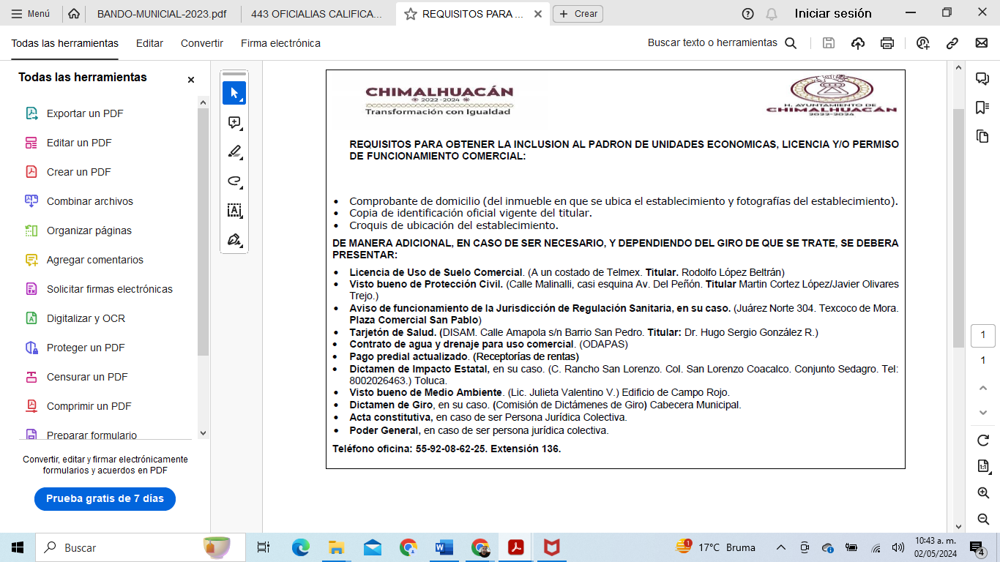 Menú
BANDO-MUNICIAL-2023.pdf
443 OFICIALIAS CALIFICA...
REQUISITOS PARA ...
Crear
Iniciar sesión
Todas las herramientas
Editar
Convertir
Firma electrónica
Buscar texto o herramientas
Todas las herramientas
Exportar un PDF
Editar un PDF
Crear un PDF
Combinar archivos
Organizar páginas
Agregar comentarios
Solicitar firmas electrónicas
Digitalizar y OCR
Proteger un PDF
Censurar un PDF
Comprimir un PDF
Preparar formulario
Convertir, editar y firmar electrónicamente
formularios y acuerdos en PDF
Prueba gratis de 7 días
CHIMALHUACÁN
2022-2024
Transformación con Igualdad
H. AYUNTAMIENTO DE
CHIMALHUACÁN
2022-2024
REQUISITOS PARA OBTENER LA INCLUSION AL PADRON DE UNIDADES ECONOMICAS, LICENCIA Y/O PERMISO
DE FUNCIONAMIENTO COMERCIAL:
• Comprobante de domicilio (del inmueble en que se ubica el establecimiento y fotografías del establecimiento).
• Copia de identificación oficial vigente del titular.
• Croquis de ubicación del establecimiento.
DE MANERA ADICIONAL, EN CASO DE SER NECESARIO, Y DEPENDIENDO DEL GIRO DE QUE SE TRATE, SE DEBERA
PRESENTAR:
• Licencia de Uso de Suelo Comercial. (A un costado de Telmex. Titular. Rodolfo López Beltrán)
• Visto bueno de Protección Civil. (Calle Malinalli, casi esquina Av. Del Peñón. Titular Martin Cortez López/Javier Olivares
Trejo.)
• Aviso de funcionamiento de la Jurisdicción de Regulación Sanitaria, en su caso. (Juárez Norte 304. Texcoco de Mora.
Plaza Comercial San Pablo)
• Tarjetón de Salud. (DISAM. Calle Amapola s/n Barrio San Pedro. Titular: Dr. Hugo Sergio González R.)
• Contrato de agua y drenaje para uso comercial. (ODAPAS)
• Pago predial actualizado. (Receptorías de rentas)
• Dictamen de Impacto Estatal, en su caso. (C. Rancho San Lorenzo. Col. San Lorenzo Coacalco. Conjunto Sedagro. Tel:
8002026463.) Toluca.
• Visto bueno de Medio Ambiente. (Lic. Julieta Valentino V.) Edificio de Campo Rojo.
• Dictamen de Giro, en su caso. (Comisión de Dictámenes de Giro) Cabecera Municipal.
• Acta constitutiva, en caso de ser Persona Jurídica Colectiva.
• Poder General, en caso de ser persona jurídica colectiva.
Teléfono oficina: 55-92-08-62-25. Extensión 136.
1
1
1:1
Buscar
1
17°C Bruma
10:43 a. m.
02/05/2024
4